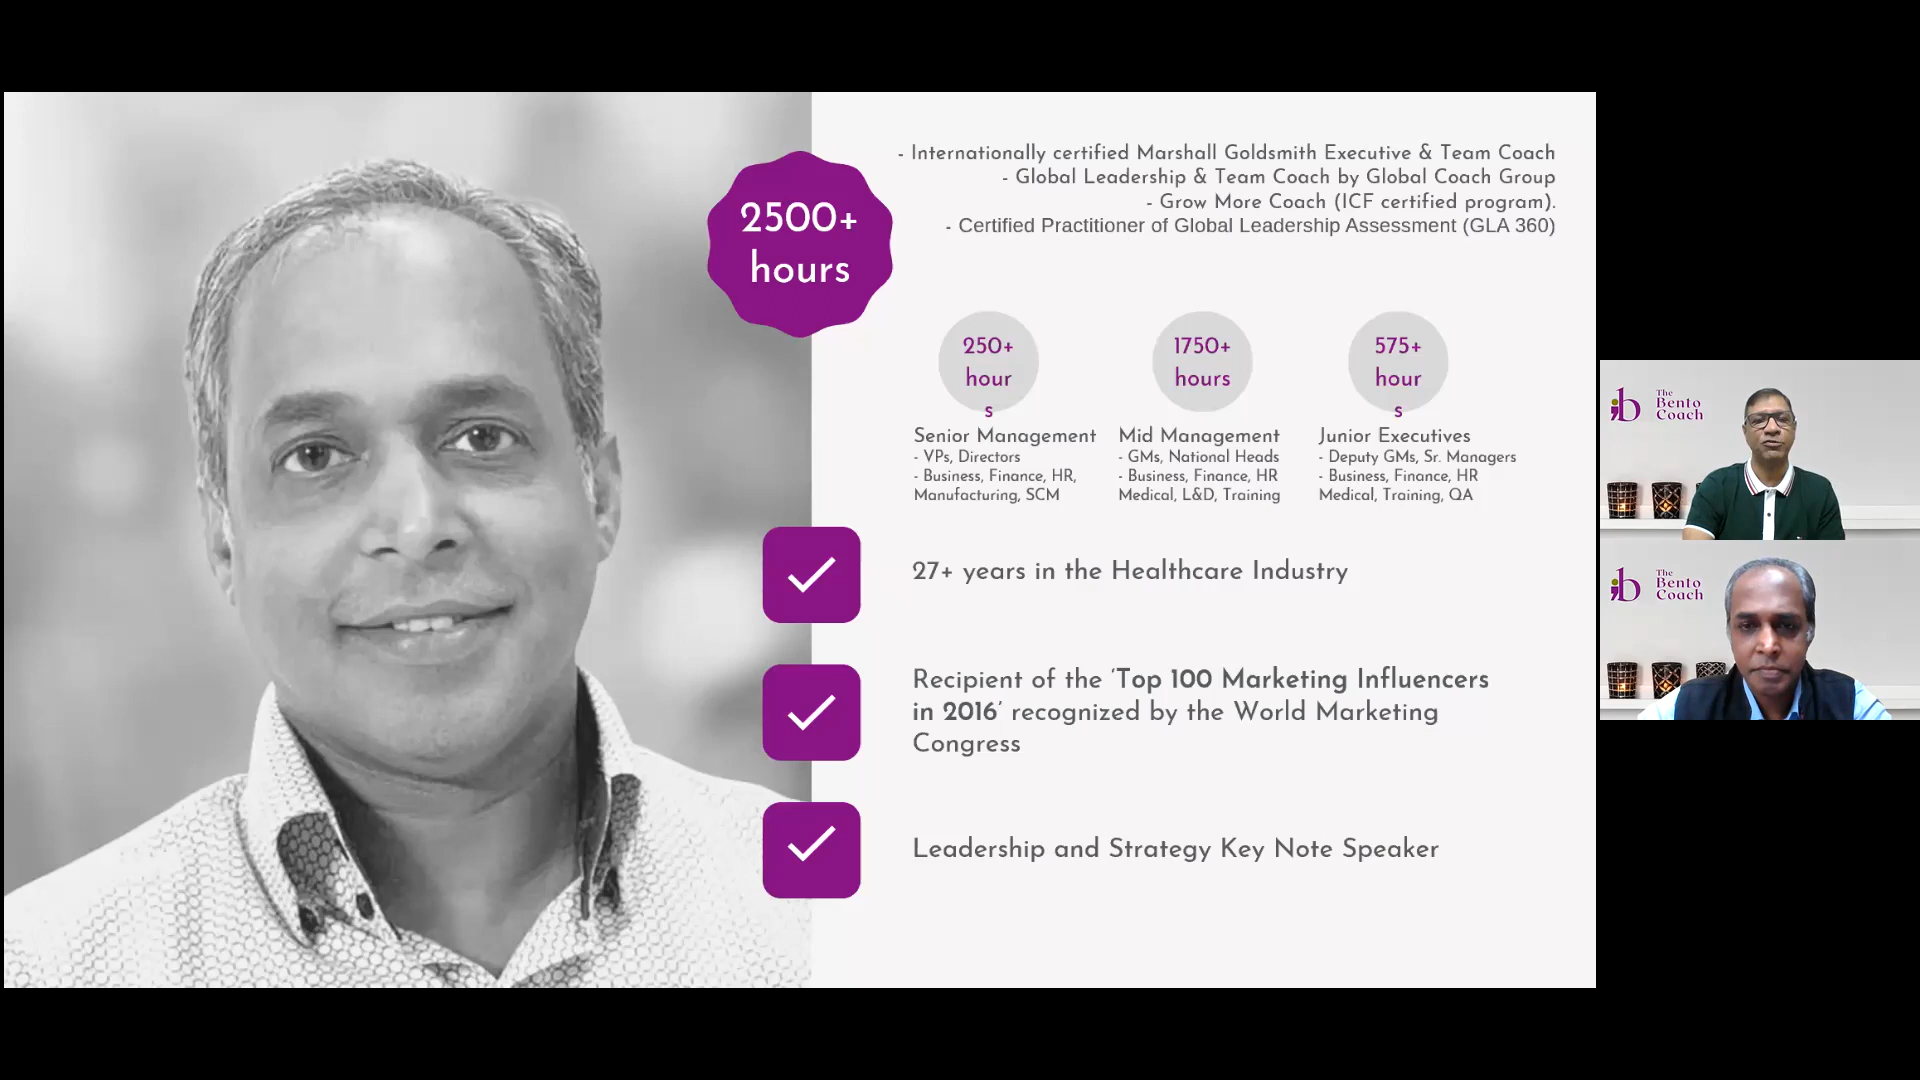 - Internationally certified Marshall Goldsmith Executive & Team Coach
- Global Leadership & Team Coach by Global Coach Group
- Grow More Coach (ICF certified program).
- Certified Practitioner of Global Leadership Assessment (GLA 360)
2500+
hours
250+
hour
s
Senior Management
- VPs, Directors
- Business, Finance, HR,
Manufacturing, SCM
1750+
hours
Mid Management
- GMs, National Heads
- Business, Finance, HR
Medical, L&D, Training
575+
hour
s
Junior Executives
- Deputy GMs, Sr. Managers
- Business, Finance, HR
Medical, Training, QA
27+ years in the Healthcare Industry
Recipient of the ‘Top 100 Marketing Influencers
in 2016’ recognized by the World Marketing
Congress
Leadership and Strategy Key Note Speaker
b
The
Bento
Coach
b
The
Bento
Coach